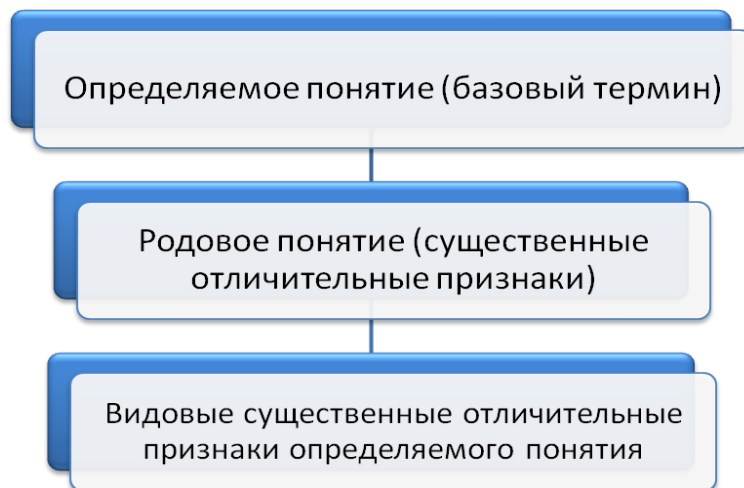 Определяемое понятие (базовый термин)
Родовое понятие (существенные
отличительные признаки)
Видовые существенные отличительные
признаки определяемого понятия